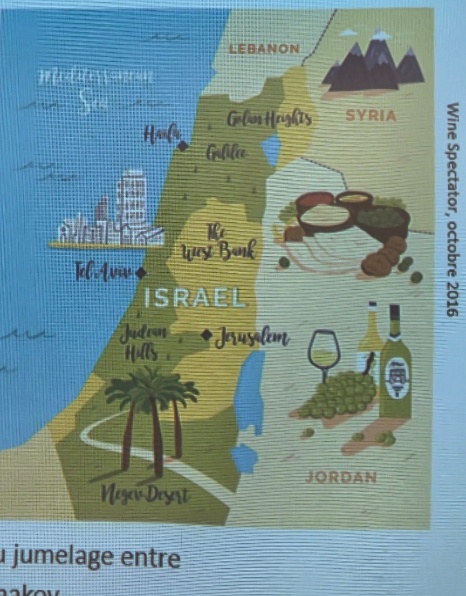 LEBANON
Mediterranean
Sea
SYRIA
Golan Heights
Haifa
Galilee
The
West Bank
Tel Aviv
ISRAEL
Judean
Hills
Jerusalem
JORDAN
Negev Desert
Wine Spectator, octobre 2016
u jumelage entre